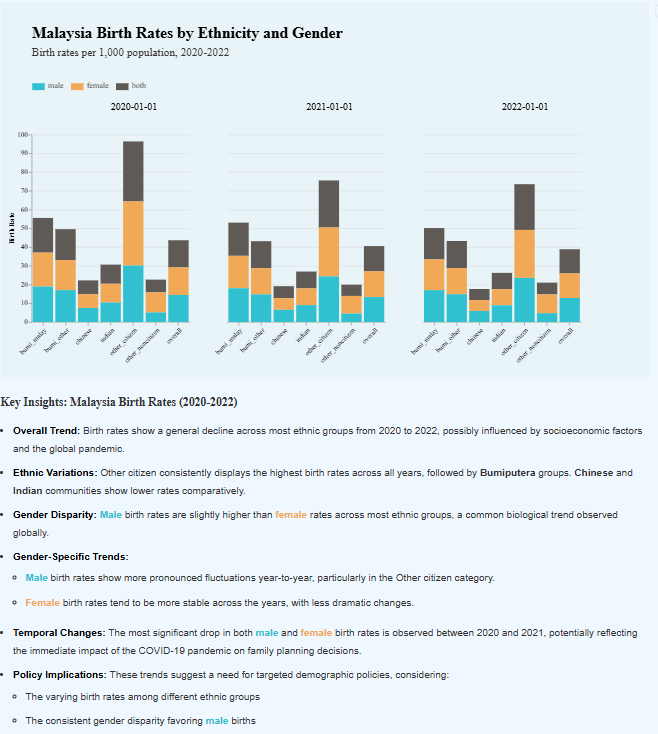 Malaysia Birth Rates by Ethnicity and Gender
Birth rates per 1,000 population, 2020-2022
male female both
2020-01-01 2021-01-01 2022-01-01
Birth Rate
100
90
80
70
60
50
40
30
20
10
0
bumi_malay bumi_other chinese indian other_citizen other_noncitizen overall
bumi_malay bumi_other chinese indian other_citizen other_noncitizen overall
bumi_malay bumi_other chinese indian other_citizen other_noncitizen overall
Key Insights: Malaysia Birth Rates (2020-2022)
• Overall Trend: Birth rates show a general decline across most ethnic groups from 2020 to 2022, possibly influenced by socioeconomic factors
and the global pandemic.
• Ethnic Variations: Other citizen consistently displays the highest birth rates across all years, followed by Bumiputera groups. Chinese and
Indian communities show lower rates comparatively.
• Gender Disparity: Male birth rates are slightly higher than female rates across most ethnic groups, a common biological trend observed
globally.
• Gender-Specific Trends:
◦ Male birth rates show more pronounced fluctuations year-to-year, particularly in the Other citizen category.
◦ Female birth rates tend to be more stable across the years, with less dramatic changes.
• Temporal Changes: The most significant drop in both male and female birth rates is observed between 2020 and 2021, potentially reflecting
the immediate impact of the COVID-19 pandemic on family planning decisions.
• Policy Implications: These trends suggest a need for targeted demographic policies, considering:
◦ The varying birth rates among different ethnic groups
◦ The consistent gender disparity favoring male births